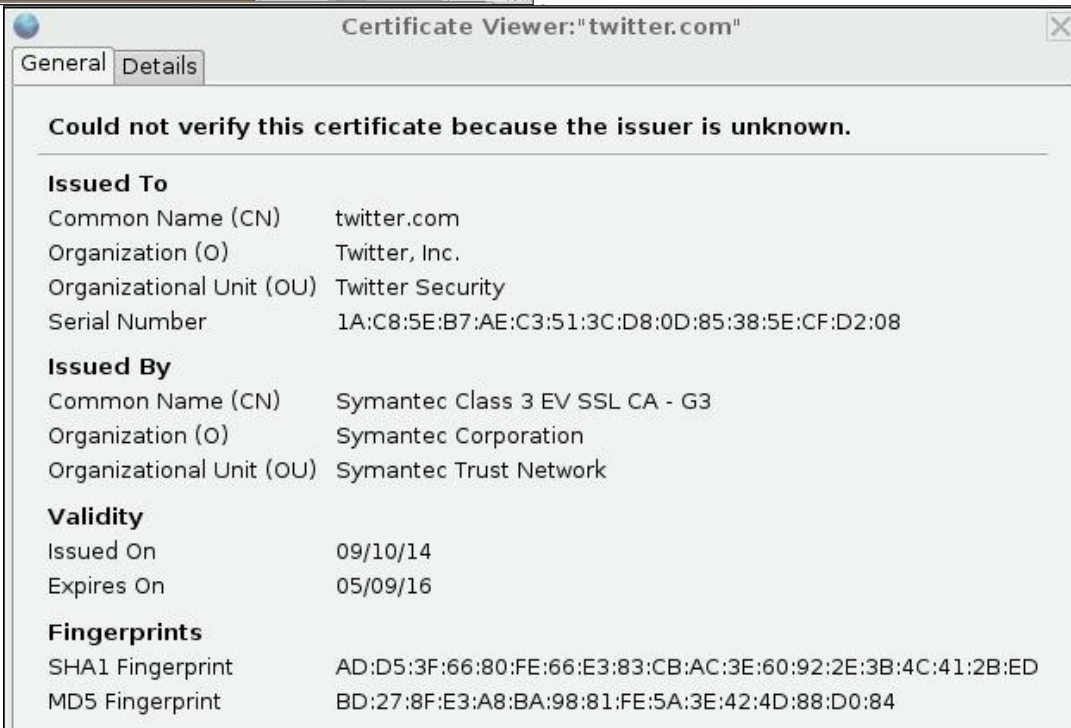 Certificate Viewer:"twitter.com"
General Details
Could not verify this certificate because the issuer is unknown.
Issued To
Common Name (CN) twitter.com
Organization (O) Twitter, Inc.
Organizational Unit (OU) Twitter Security
Serial Number 1A:C8:5E:B7:AE:C3:51:3C:D8:0D:85:38:5E:CF:D2:08
Issued By
Common Name (CN) Symantec Class 3 EV SSL CA - G3
Organization (O) Symantec Corporation
Organizational Unit (OU) Symantec Trust Network
Validity
Issued On 09/10/14
Expires On 05/09/16
Fingerprints
SHA1 Fingerprint AD:D5:3F:66:80:FE:66:E3:83:CB:AC:3E:60:92:2E:3B:4C:41:2B:ED
MD5 Fingerprint BD:27:8F:E3:A8:BA:98:81:FE:5A:3E:42:4D:88:D0:84